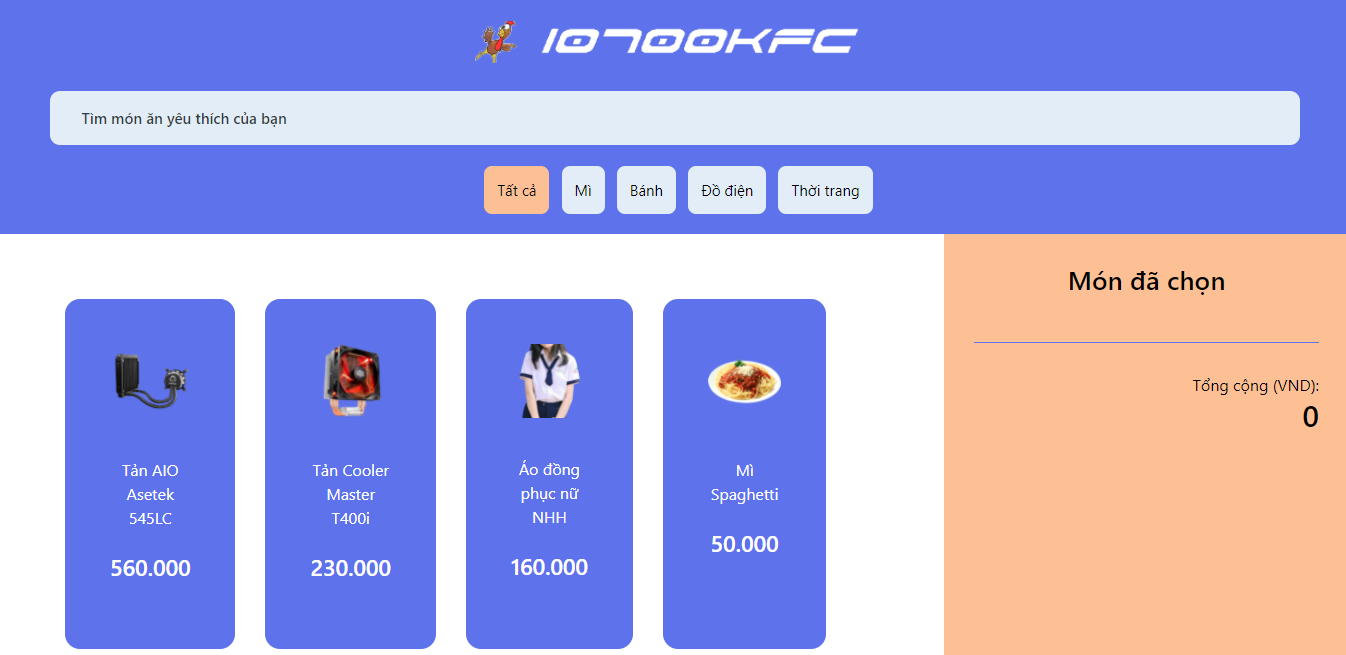 10700KFC
Tìm món ăn yêu thích của bạn
Tất cả
Mì
Bánh
Đồ điện
Thời trang
Món đã chọn
Tổng cộng (VND):
0
Tản AIO
Asetek
545LC
560.000
Tản Cooler
Master
T400i
230.000
Áo đồng
phục nữ
NHH
160.000
Mì
Spaghetti
50.000